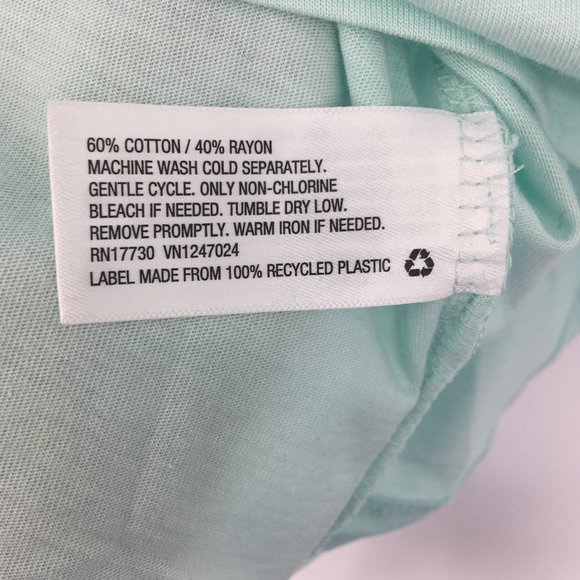 60% COTTON / 40% RAYON
MACHINE WASH COLD SEPARATELY.
GENTLE CYCLE. ONLY NON-CHLORINE
BLEACH IF NEEDED. TUMBLE DRY LOW.
REMOVE PROMPTLY. WARM IRON IF NEEDED.
RN17730 VN1247024
LABEL MADE FROM 100% RECYCLED PLASTIC